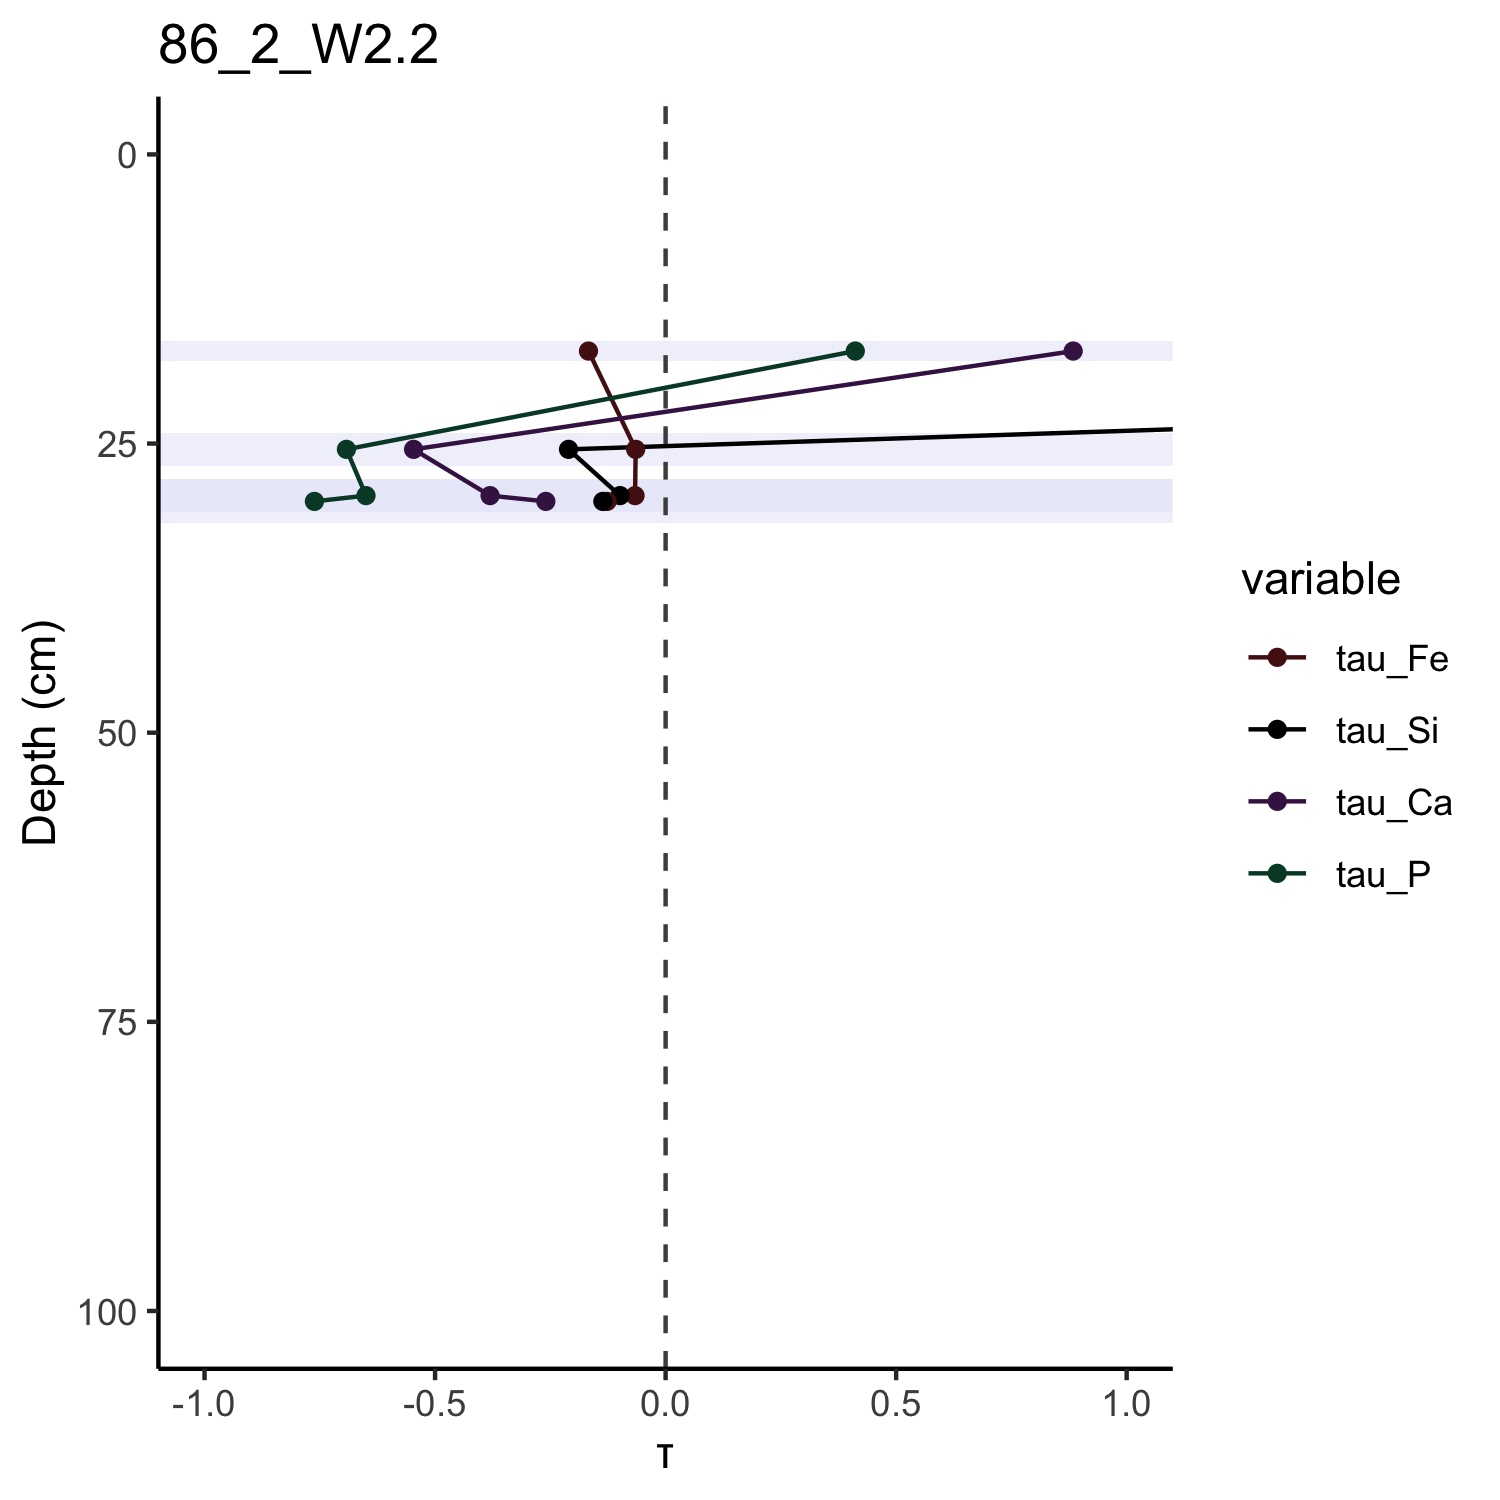 86_2_W2.2
0
25
50
75
100
Depth (cm)
-1.0 -0.5 0.0 0.5 1.0
τ
variable
tau_Fe
tau_Si
tau_Ca
tau_P